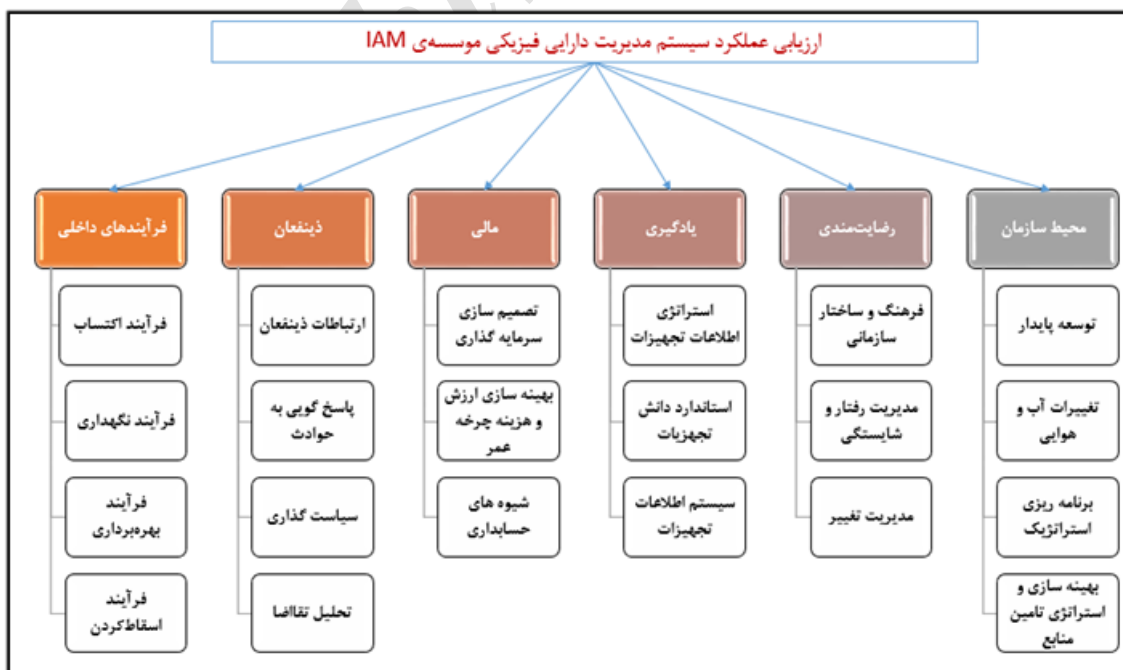 ارزیابی عملکرد سیستم مدیریت دارایی فیزیکی موسسه‌ی IAM
محیط سازمان
توسعه پایدار
تغییرات آب و
هوایی
برنامه ریزی
استراتژیک
بهینه سازی و
استراتژی تامین
منابع
رضایت‌مندی
فرهنگ و ساختار
سازمانی
مدیریت رفتار و
شایستگی
مدیریت تغییر
یادگیری
استراتژی
اطلاعات تجهیزات
استاندارد دانش
تجهزیات
سیستم اطلاعات
تجهیزات
مالی
تصمیم سازی
سرمایه گذاری
بهینه سازی ارزش
و هزینه چرخه
عمر
شیوه های
حسابداری
ذینفعان
ارتباطات ذینفعان
پاسخ گویی به
حوادث
سیاست گذاری
تحلیل تقااضا
فرآیندهای داخلی
فرآیند اکتساب
فرآیند نگهداری
فرآیند
بهره‌برداری
فرآیند
اسقاط‌کردن